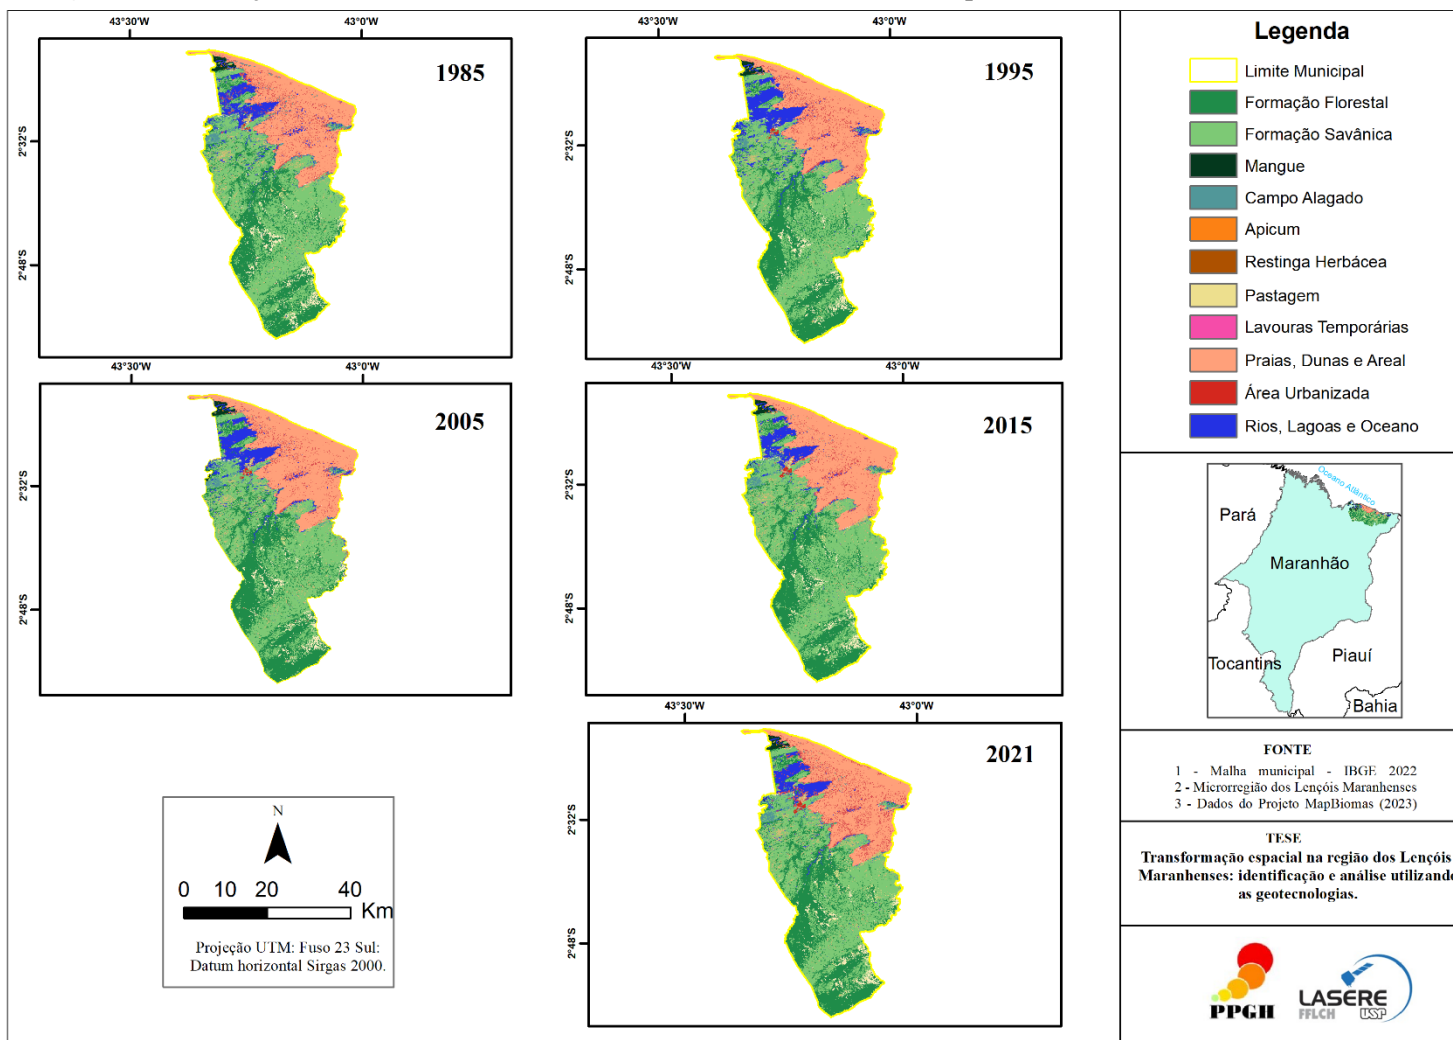 43°30'W
43°0'W
2°32'S
2°48'S
1985
43°30'W
43°0'W
2°32'S
2°48'S
1995
43°30'W
43°0'W
2°32'S
2°48'S
2005
43°30'W
43°0'W
2°32'S
2°48'S
2015
43°30'W
43°0'W
2°32'S
2°48'S
2021
N
0 10 20 40
Km
Projeção UTM: Fuso 23 Sul:
Datum horizontal Sirgas 2000.
Legenda
Limite Municipal
Formação Florestal
Formação Savânica
Mangue
Campo Alagado
Apicum
Restinga Herbácea
Pastagem
Lavouras Temporárias
Praias, Dunas e Areal
Área Urbanizada
Rios, Lagoas e Oceano
Oceano Atlântico
Pará
Maranhão
Tocantins
Piauí
Bahia
FONTE
1 - Malha municipal - IBGE 2022
2 - Microrregião dos Lençóis Maranhenses
3 - Dados do Projeto MapBiomas (2023)
TESE
Transformação espacial na região dos Lençóis
Maranhenses: identificação e análise utilizando
as geotecnologias.
PPGH
LASERE
FFLCH USP